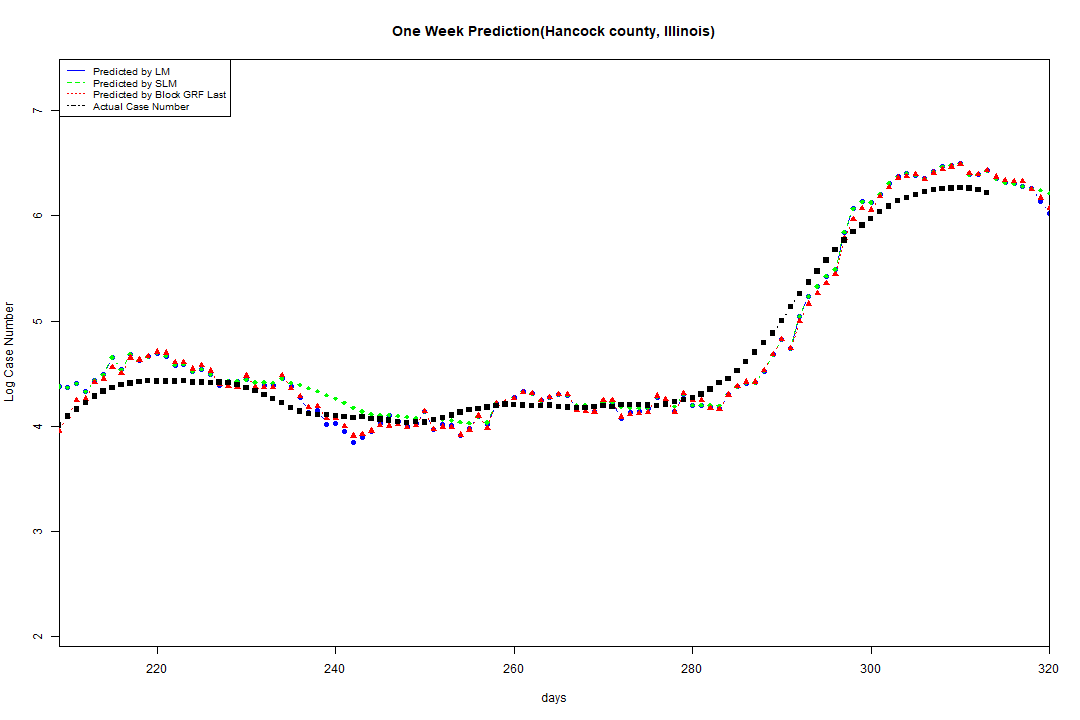 One Week Prediction(Hancock county, Illinois)
Predicted by LM
Predicted by SLM
Predicted by Block GRF Last
Actual Case Number
7
6
5
4
3
2
Log Case Number
220 240 260 280 300 320
days